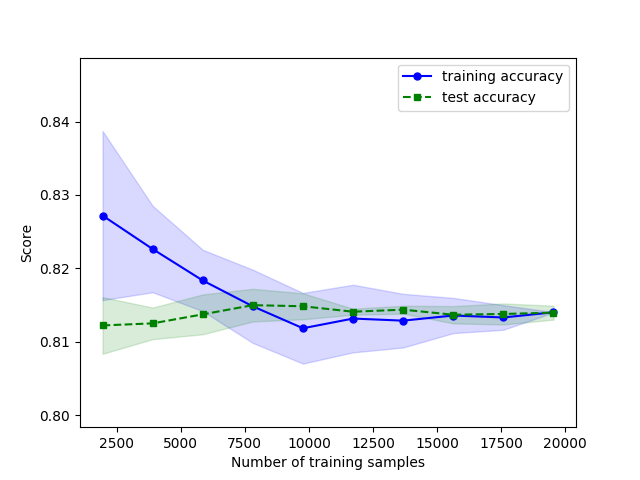 training accuracy
test accuracy
0.84
0.83
0.82
0.81
0.80
Score
2500 5000 7500 10000 12500 15000 17500 20000
Number of training samples